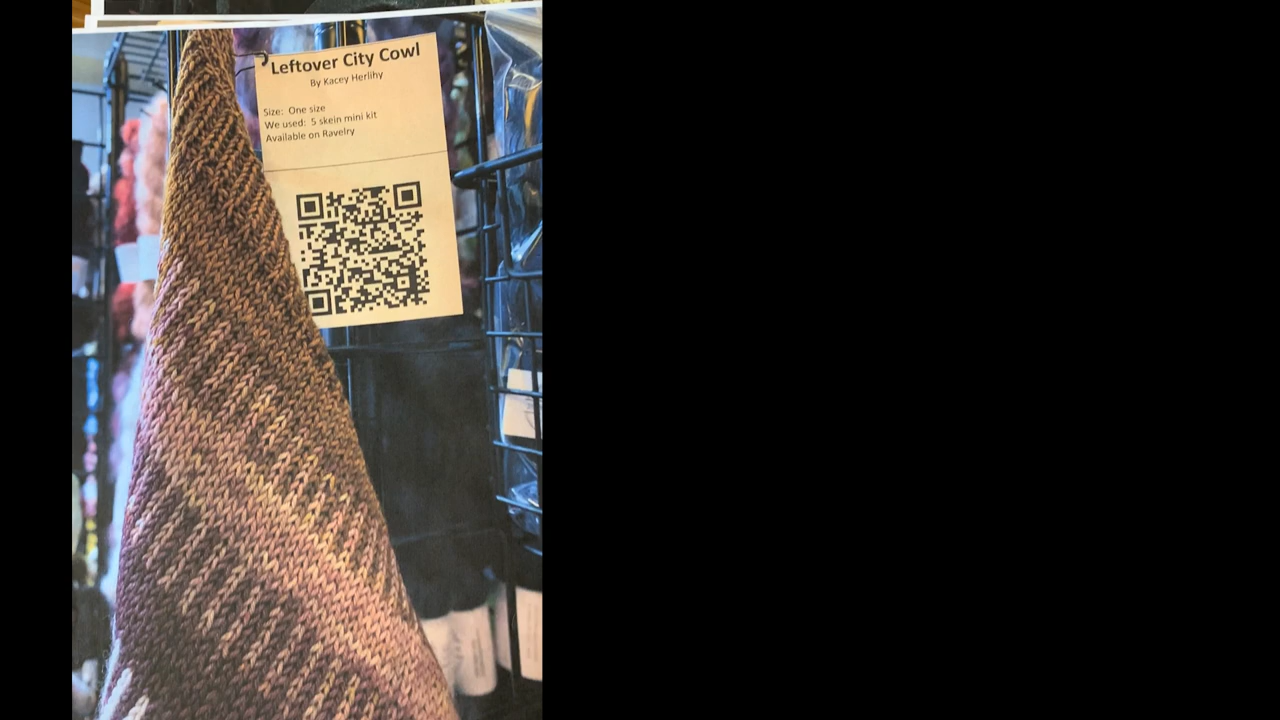 Leftover City Cowl
By Kacey Herlihy
Size: One size
We used: 5 skein mini kit
Available on Ravelry